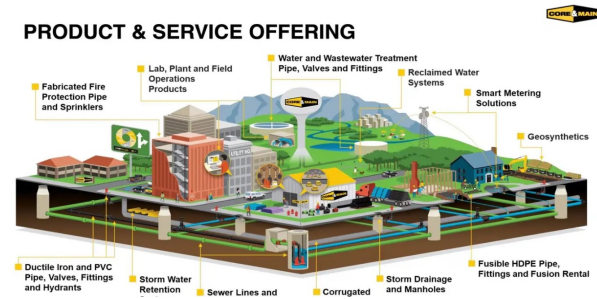 CORE & MAIN
PRODUCT & SERVICE OFFERING
Water and Wastewater Treatment
Pipe, Valves and Fittings
Lab, Plant and Field
Operations
Products
Reclaimed Water
Systems
Fabricated Fire
Protection Pipe
and Sprinklers
Smart Metering
Solutions
CORE & MAIN
Geosynthetics
Ductile Iron and PVC
Pipe, Valves, Fittings
and Hydrants
Storm Water
Retention
Sewer Lines and
Corrugated
Storm Drainage
and Manholes
Fusible HDPE Pipe,
Fittings and Fusion Rental